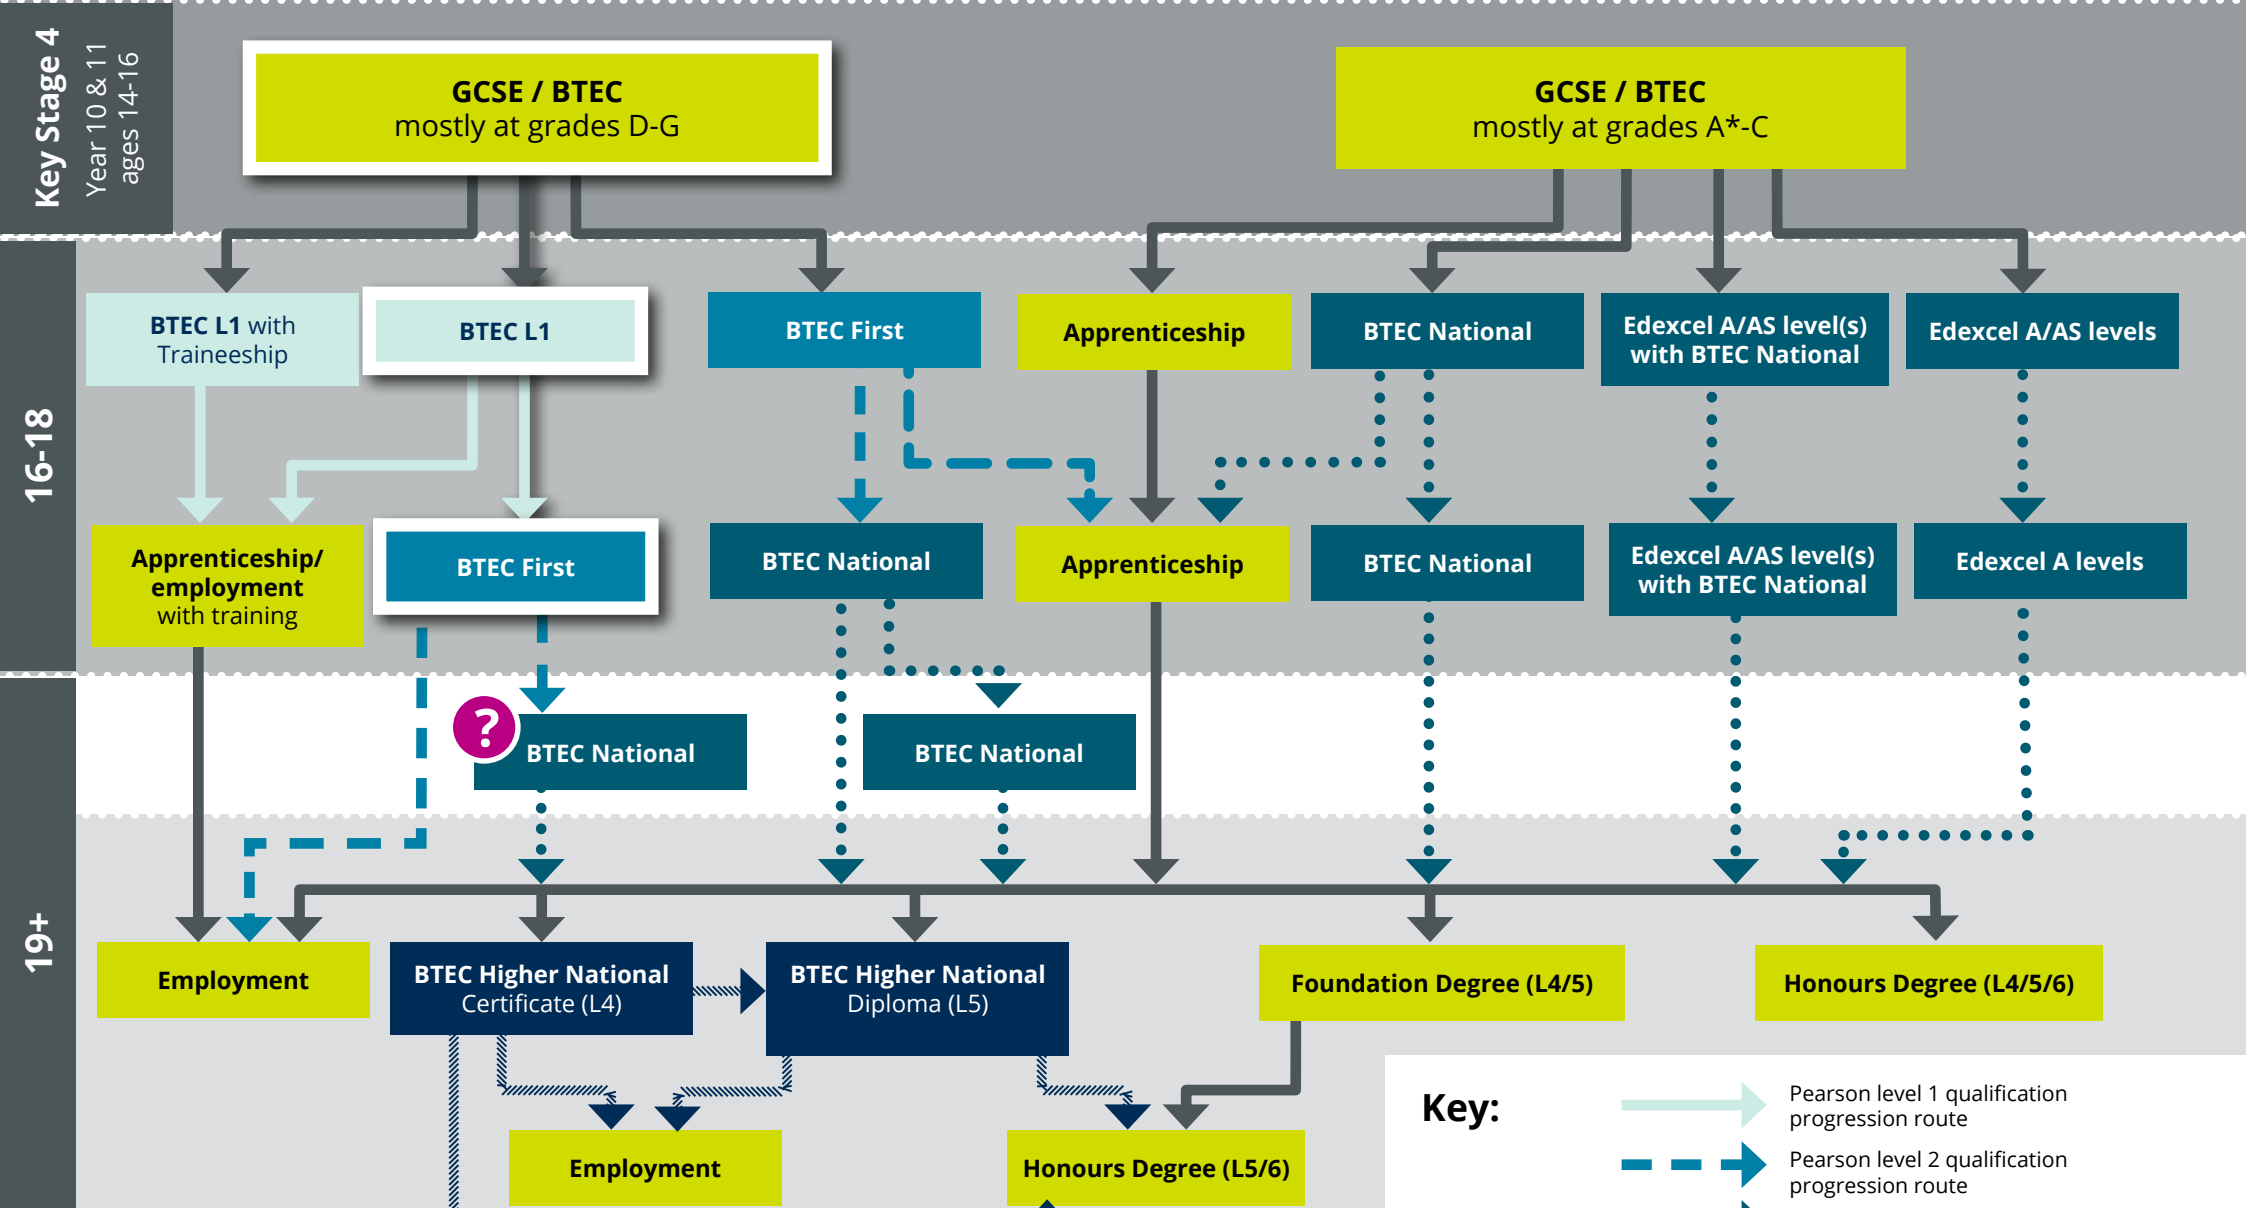 Key Stage 4
Year 10 & 11
ages 14-16
GCSE / BTEC
mostly at grades D-G
GCSE / BTEC
mostly at grades A*-C
16-18
BTEC L1 with
Traineeship
BTEC L1
BTEC First
Apprenticeship
BTEC National
Edexcel A/AS level(s)
with BTEC National
Edexcel A/AS levels
Apprenticeship/
employment
with training
BTEC First
BTEC National
Apprenticeship
BTEC National
Edexcel A/AS level(s)
with BTEC National
Edexcel A levels
19+
?
BTEC National
BTEC National
Employment
BTEC Higher National
Certificate (L4)
BTEC Higher National
Diploma (L5)
Foundation Degree (L4/5)
Honours Degree (L4/5/6)
Employment
Honours Degree (L5/6)
Key:
Pearson level 1 qualification
progression route
Pearson level 2 qualification
progression route